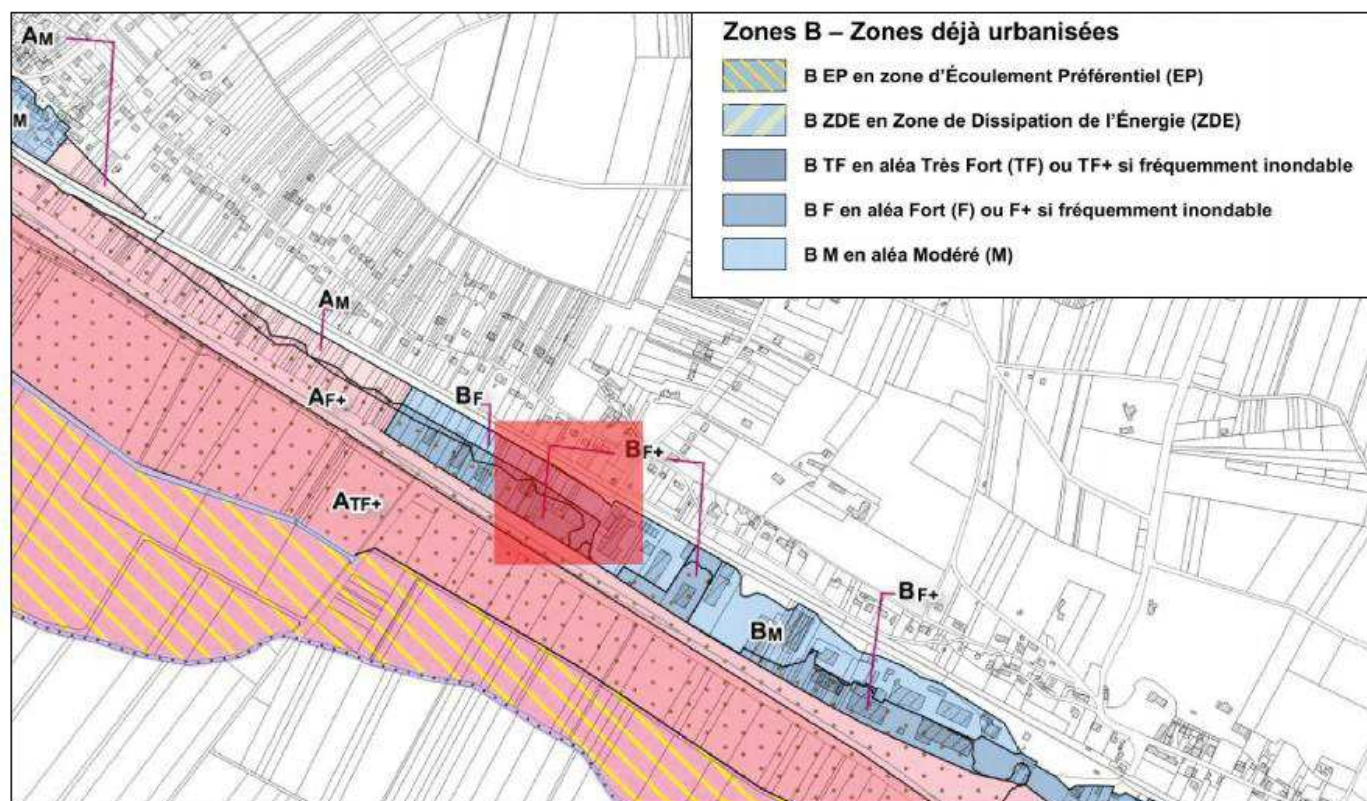 Zones B – Zones déjà urbanisées
B EP en zone d'Écoulement Préférentiel (EP)
B ZDE en Zone de Dissipation de l'Énergie (ZDE)
B TF en aléa Très Fort (TF) ou TF+ si fréquemment inondable
B F en aléa Fort (F) ou F+ si fréquemment inondable
B M en aléa Modéré (M)
AM
M
AM
AF+
BF
BF+
ATF+
BF+
BM